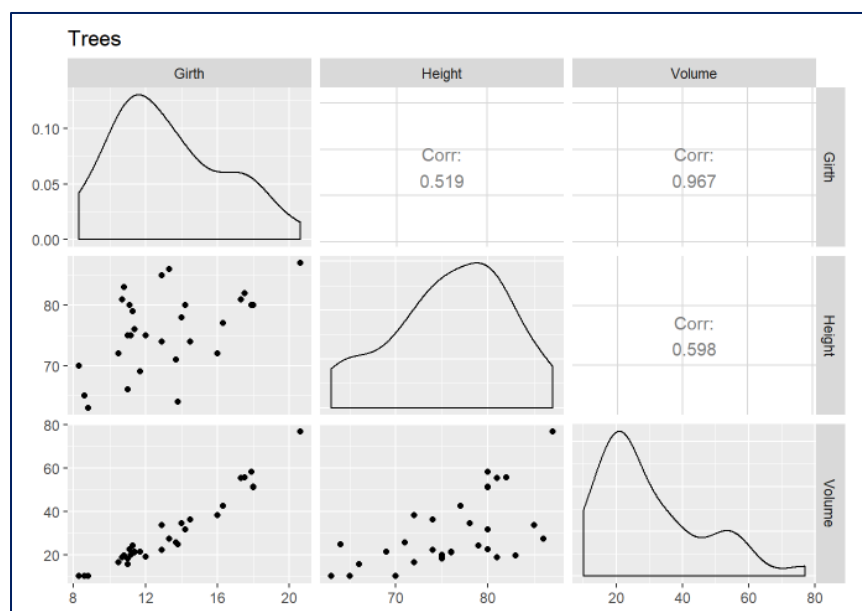 Trees
Girth Height Volume
0.10
0.05
0.00
Corr:
0.519
Corr:
0.967
Girth
80
70
Corr:
0.598
Height
80
60
40
20
Volume
8 12 16 20 70 80 20 40 60 80